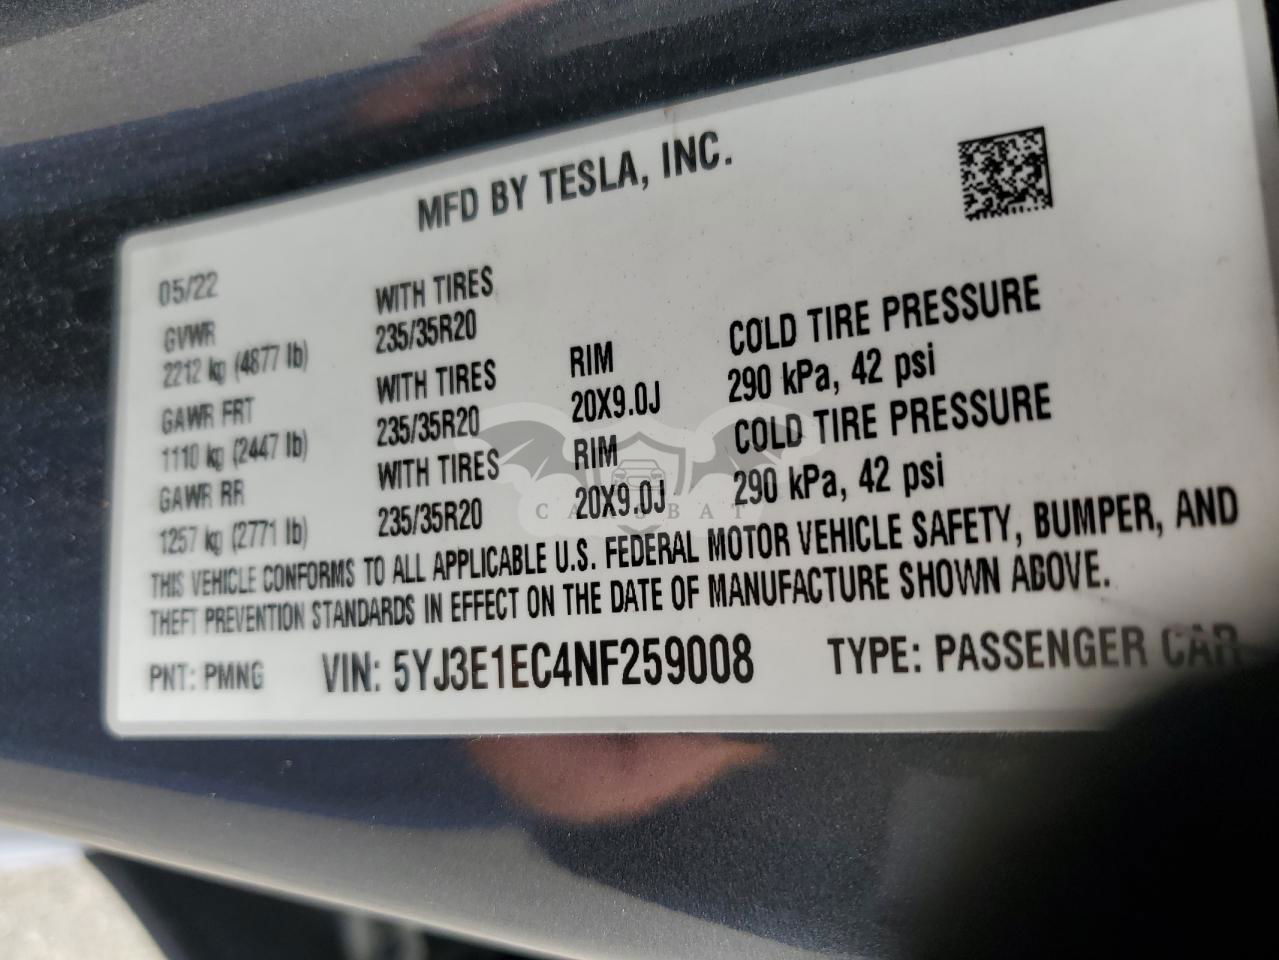 MFD BY TESLA, INC.
05/22
GVWR
2212 kg (4877 lb)
GAWR FRT
1110 kg (2447 lb)
GAWR RR
1257 kg (2771 lb)
WITH TIRES
235/35R20
WITH TIRES
235/35R20
WITH TIRES
235/35R20
RIM
20X9.0J
RIM
20X9.0J
COLD TIRE PRESSURE
290 kPa, 42 psi
COLD TIRE PRESSURE
290 kPa, 42 psi
CARSBAT
THIS VEHICLE CONFORMS TO ALL APPLICABLE U.S. FEDERAL MOTOR VEHICLE SAFETY, BUMPER, AND
THEFT PREVENTION STANDARDS IN EFFECT ON THE DATE OF MANUFACTURE SHOWN ABOVE.
PNT: PMNG VIN: 5YJ3E1EC4NF259008 TYPE: PASSENGER CAR